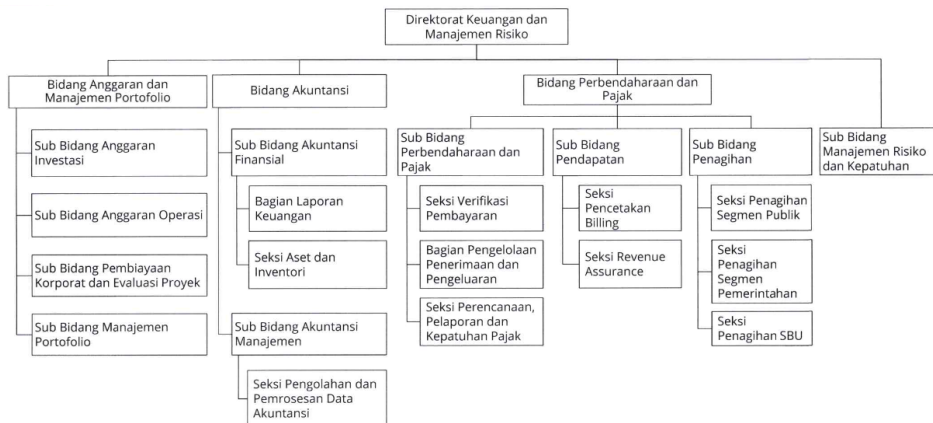 Direktorat Keuangan dan
Manajemen Risiko
Bidang Anggaran dan
Manajemen Portofolio
Sub Bidang Anggaran
Investasi
Sub Bidang Anggaran Operasi
Sub Bidang Pembiayaan
Korporat dan Evaluasi Proyek
Sub Bidang Manajemen
Portofolio
Bidang Akuntansi
Sub Bidang Akuntansi
Finansial
Bagian Laporan
Keuangan
Seksi Aset dan
Inventori
Sub Bidang Akuntansi
Manajemen
Seksi Pengolahan dan
Pemrosesan Data
Akuntansi
Bidang Perbendaharaan dan
Pajak
Sub Bidang
Perbendaharaan dan
Pajak
Seksi Verifikasi
Pembayaran
Bagian Pengelolaan
Penerimaan dan
Pengeluaran
Seksi Perencanaan,
Pelaporan dan
Kepatuhan Pajak
Sub Bidang
Pendapatan
Seksi
Pencetakan
Billing
Seksi Revenue
Assurance
Sub Bidang
Penagihan
Seksi Penagihan
Segmen Publik
Seksi
Penagihan
Segmen
Pemerintahan
Seksi
Penagihan SBU
Sub Bidang
Manajemen Risiko
dan Kepatuhan